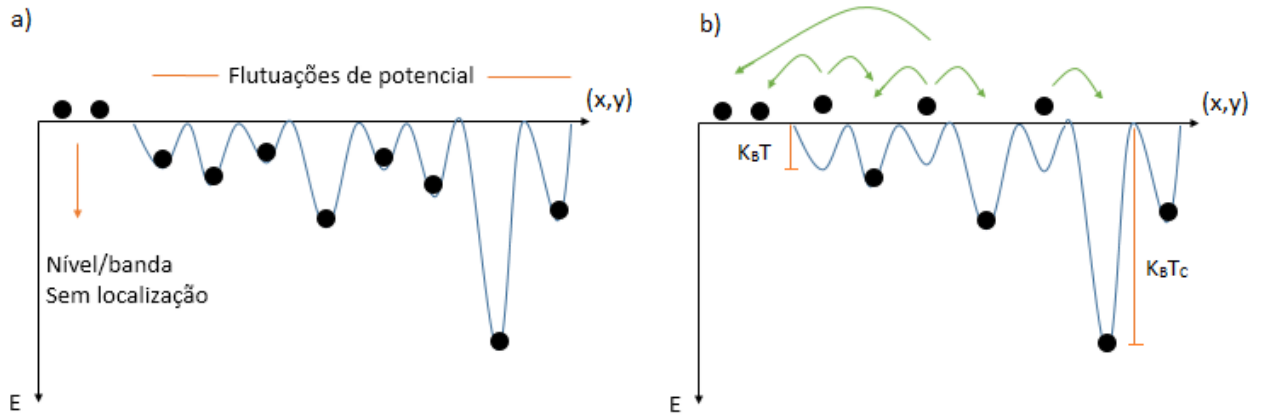 a)
Flutuações de potencial
(x,y)
Nível/banda
Sem localização
E
b)
(x,y)
KBT
KBTC
E